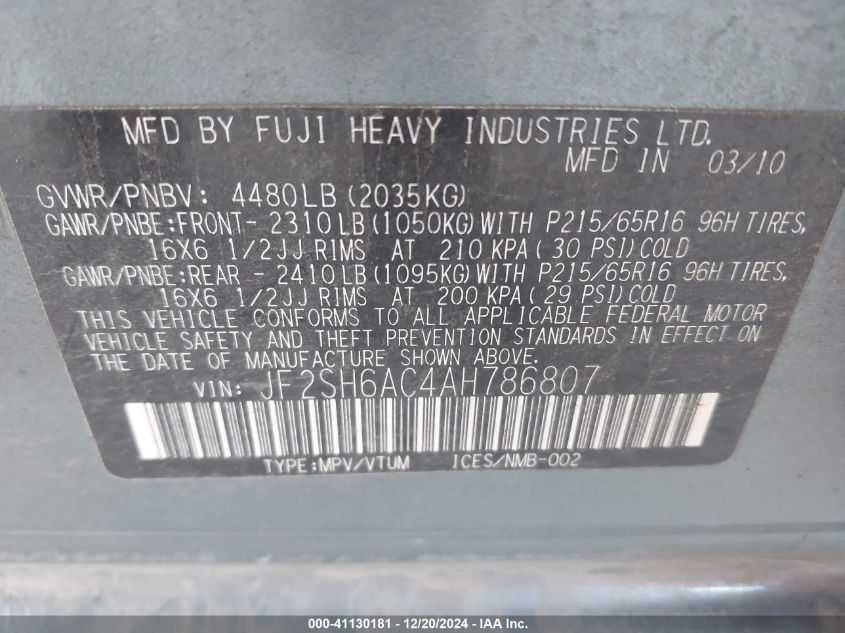 MFD BY FUJI HEAVY INDUSTRIES LTD.
MFD IN 03/10
GVWR/PNBV: 4480LB(2035KG)
GAWR/PNBE:FRONT- 2310LB(1050KG)WITH P215/65R16 96H TIRES,
16X6 1/2JJ RIMS AT 210 KPA(30 PSI)COLD
GAWR/PNBE:REAR - 2410LB(1095KG)WITH P215/65R16 96H TIRES,
16X6 1/2JJ RIMS AT 200 KPA(29 PSI)COLD
THIS VEHICLE CONFORMS TO ALL APPLICABLE FEDERAL MOTOR
VEHICLE SAFETY AND THEFT PREVENTION STANDARDS IN EFFECT ON
THE DATE OF MANUFACTURE SHOWN ABOVE.
VIN: JF2SH6AC4AH786807
TYPE:MPV/VTUM ICES/NMB-002
000-41130181 - 12/20/2024 - IAA Inc.